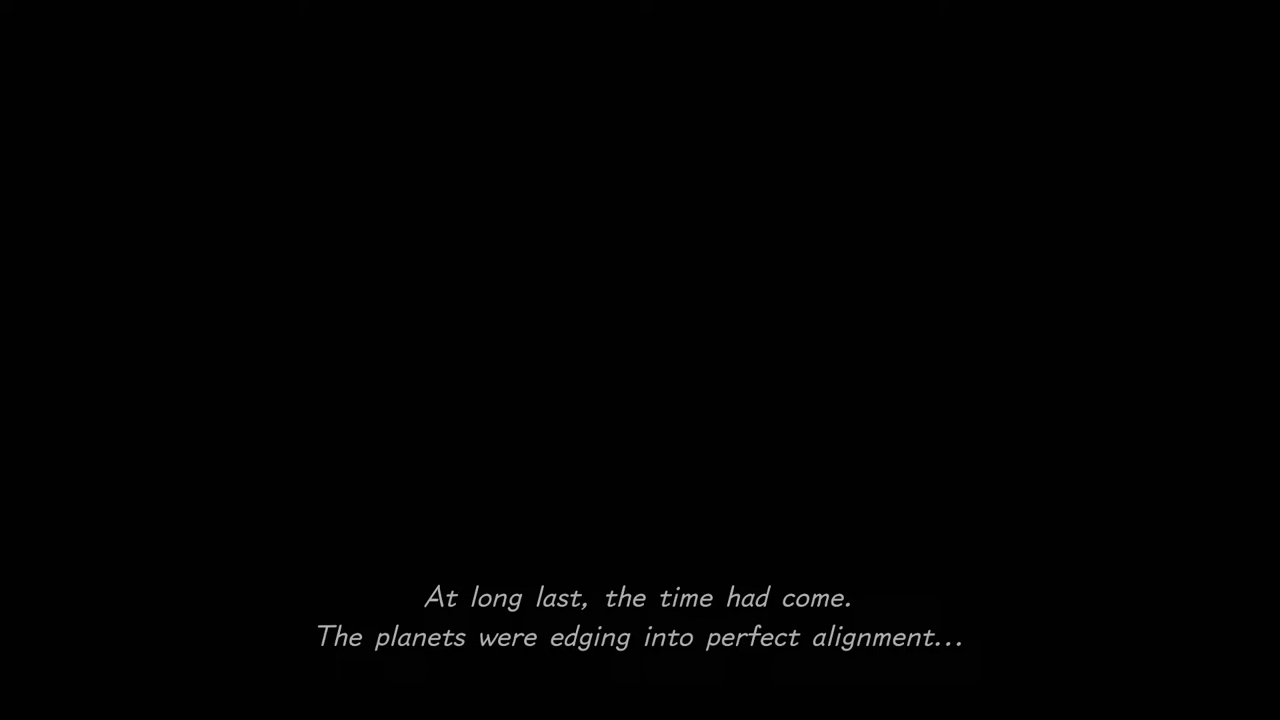 At long last, the time had come.
The planets were edging into perfect alignment...